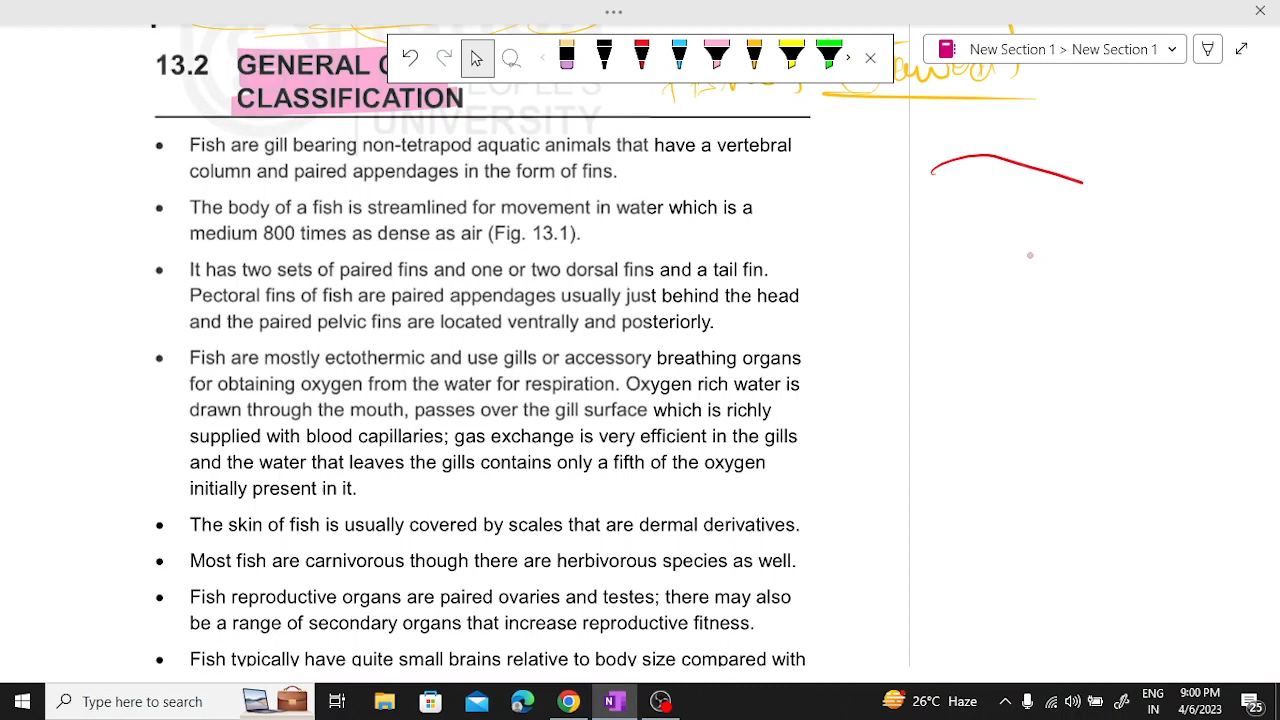 New Section 1 > New Section 1
13.2 GENERAL
CLASSIFICATION
PEOPLE'S
UNIVERSITY
• Fish are gill bearing non-tetrapod aquatic animals that have a vertebral
column and paired appendages in the form of fins.
• The body of a fish is streamlined for movement in water which is a
medium 800 times as dense as air (Fig. 13.1).
• It has two sets of paired fins and one or two dorsal fins and a tail fin.
Pectoral fins of fish are paired appendages usually just behind the head
and the paired pelvic fins are located ventrally and posteriorly.
• Fish are mostly ectothermic and use gills or accessory breathing organs
for obtaining oxygen from the water for respiration. Oxygen rich water is
drawn through the mouth, passes over the gill surface which is richly
supplied with blood capillaries; gas exchange is very efficient in the gills
and the water that leaves the gills contains only a fifth of the oxygen
initially present in it.
• The skin of fish is usually covered by scales that are dermal derivatives.
• Most fish are carnivorous though there are herbivorous species as well.
• Fish reproductive organs are paired ovaries and testes; there may also
be a range of secondary organs that increase reproductive fitness.
• Fish typically have quite small brains relative to body size compared with
Type here to search
26°C Haze
ENG
IN
9:00 PM
4/6/2023
25